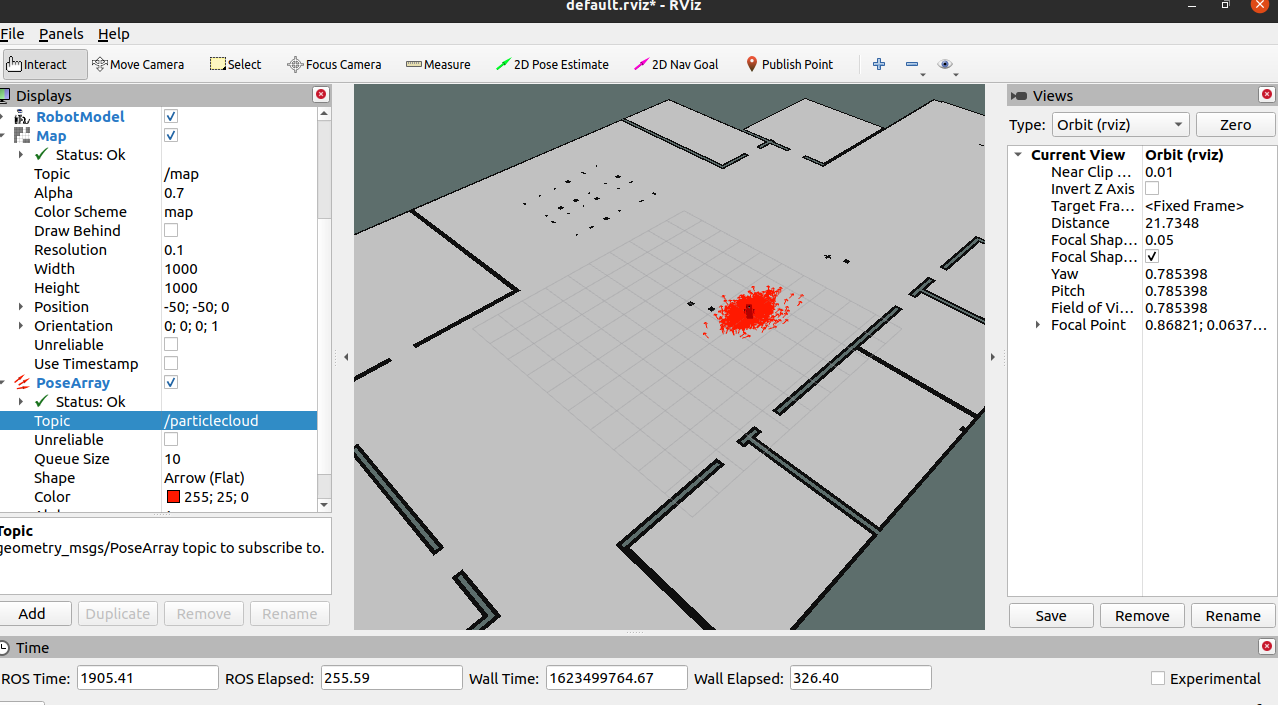 default.rviz* - RViz
File Panels Help
Interact Move Camera Select Focus Camera Measure 2D Pose Estimate 2D Nav Goal Publish Point
Displays
RobotModel
Map
Status: Ok
Topic /map
Alpha 0.7
Color Scheme map
Draw Behind
Resolution 0.1
Width 1000
Height 1000
Position -50; -50; 0
Orientation 0; 0; 0; 1
Unreliable
Use Timestamp
PoseArray
Status: Ok
Topic /particlecloud
Unreliable
Queue Size 10
Shape Arrow (Flat)
Color 255; 25; 0
Topic
geometry_msgs/PoseArray topic to subscribe to.
Add Duplicate Remove Rename
Views
Type: Orbit (rviz) Zero
Current View Orbit (rviz)
Near Clip … 0.01
Invert Z Axis
Target Fra… <Fixed Frame>
Distance 21.7348
Focal Shap… 0.05
Focal Shap…
Yaw 0.785398
Pitch 0.785398
Field of Vi… 0.785398
Focal Point 0.86821; 0.0637…
Save Remove Rename
Time
ROS Time: 1905.41 ROS Elapsed: 255.59 Wall Time: 1623499764.67 Wall Elapsed: 326.40 Experimental